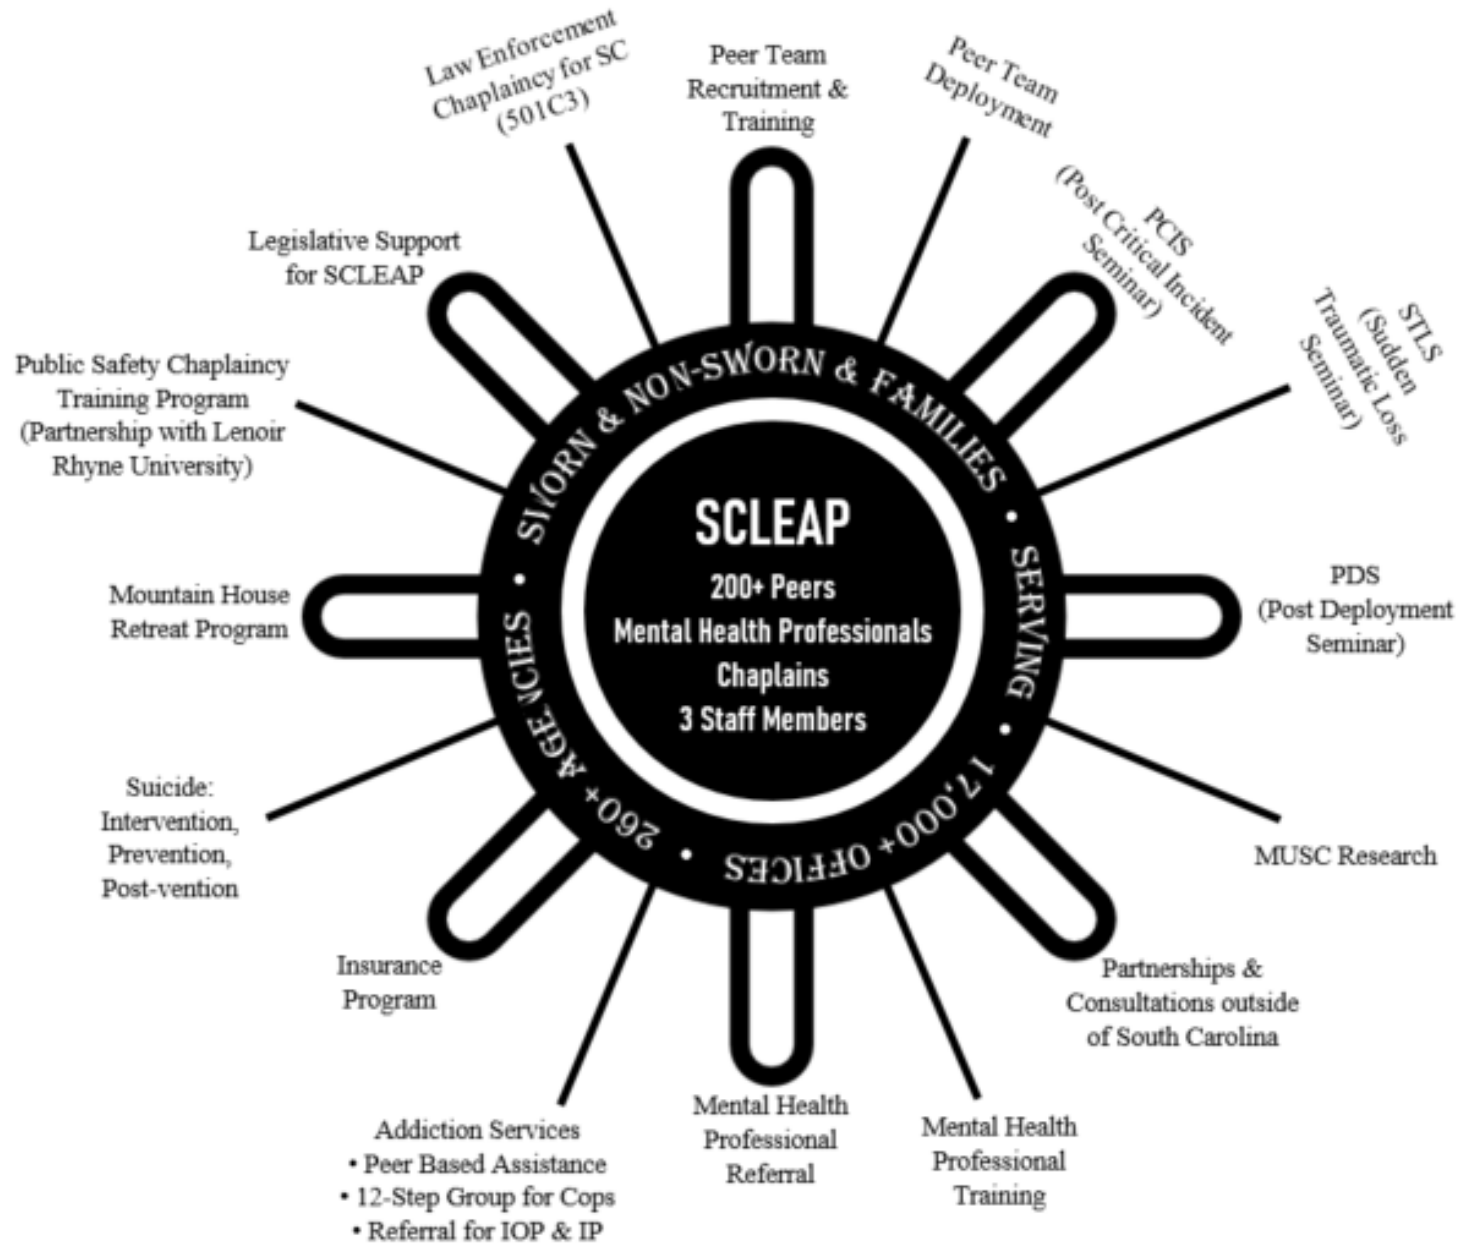 Law Enforcement
Chaplaincy for SC
(501C3)
Peer Team
Recruitment &
Training
Peer Team
Deployment
PCIS
(Post Critical Incident
Seminar)
STLS
(Sudden
Traumatic Loss
Seminar)
PDS
(Post Deployment
Seminar)
MUSC Research
Partnerships &
Consultations outside
of South Carolina
Mental Health
Professional
Training
Mental Health
Professional
Referral
Addiction Services
• Peer Based Assistance
• 12-Step Group for Cops
• Referral for IOP & IP
Insurance
Program
Suicide:
Intervention,
Prevention,
Post-vention
Mountain House
Retreat Program
Public Safety Chaplaincy
Training Program
(Partnership with Lenoir
Rhyne University)
Legislative Support
for SCLEAP
SWORN & NON-SWORN & FAMILIES • SERVING • 17,000+ OFFICES • 260+ AGENCIES •
SCLEAP
200+ Peers
Mental Health Professionals
Chaplains
3 Staff Members